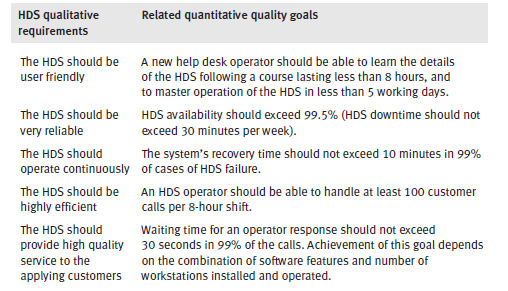 HDS qualitative requirements
Related quantitative quality goals
The HDS should be user friendly
A new help desk operator should be able to learn the details
of the HDS following a course lasting less than 8 hours, and
to master operation of the HDS in less than 5 working days.
The HDS should be very reliable
HDS availability should exceed 99.5% (HDS downtime should not
exceed 30 minutes per week).
The HDS should operate continuously
The system's recovery time should not exceed 10 minutes in 99%
of cases of HDS failure.
The HDS should be highly efficient
An HDS operator should be able to handle at least 100 customer
calls per 8-hour shift.
The HDS should provide high quality service to the applying customers
Waiting time for an operator response should not exceed
30 seconds in 99% of the calls. Achievement of this goal depends
on the combination of software features and number of
workstations installed and operated.